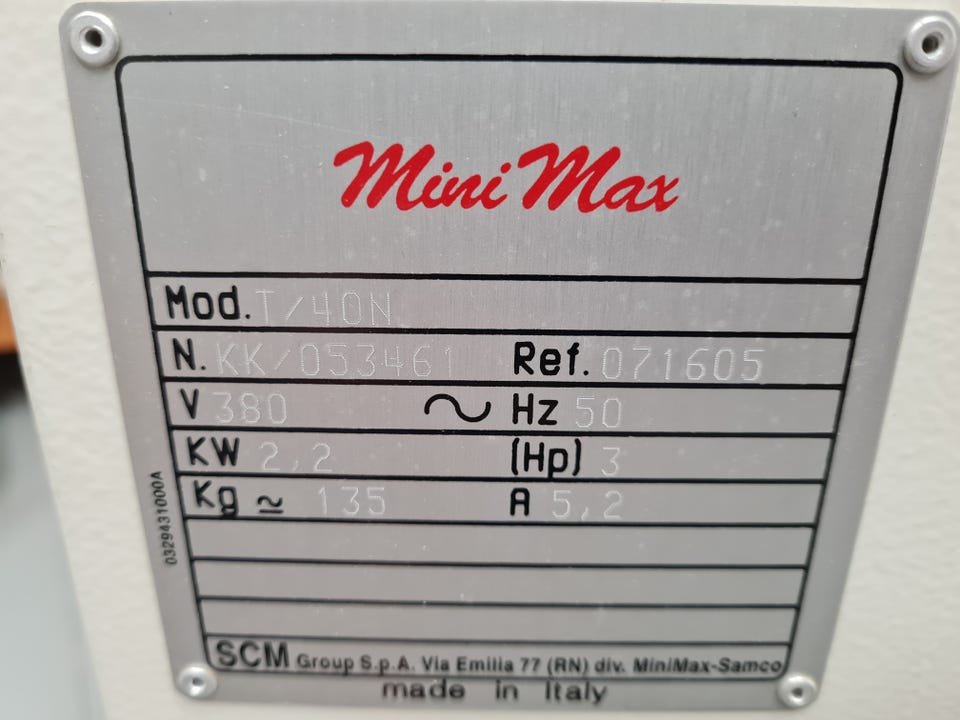 MiniMax
Mod. T/40N
N. KK/053461 Ref. 071605
V 380 ~ Hz 50
KW 2,2 (Hp) 3
Kg ≃ 135 A 5,2
0329431000A
SCM Group S.p.A. Via Emilia 77 (RN) div. MiniMax-Samco
made in Italy